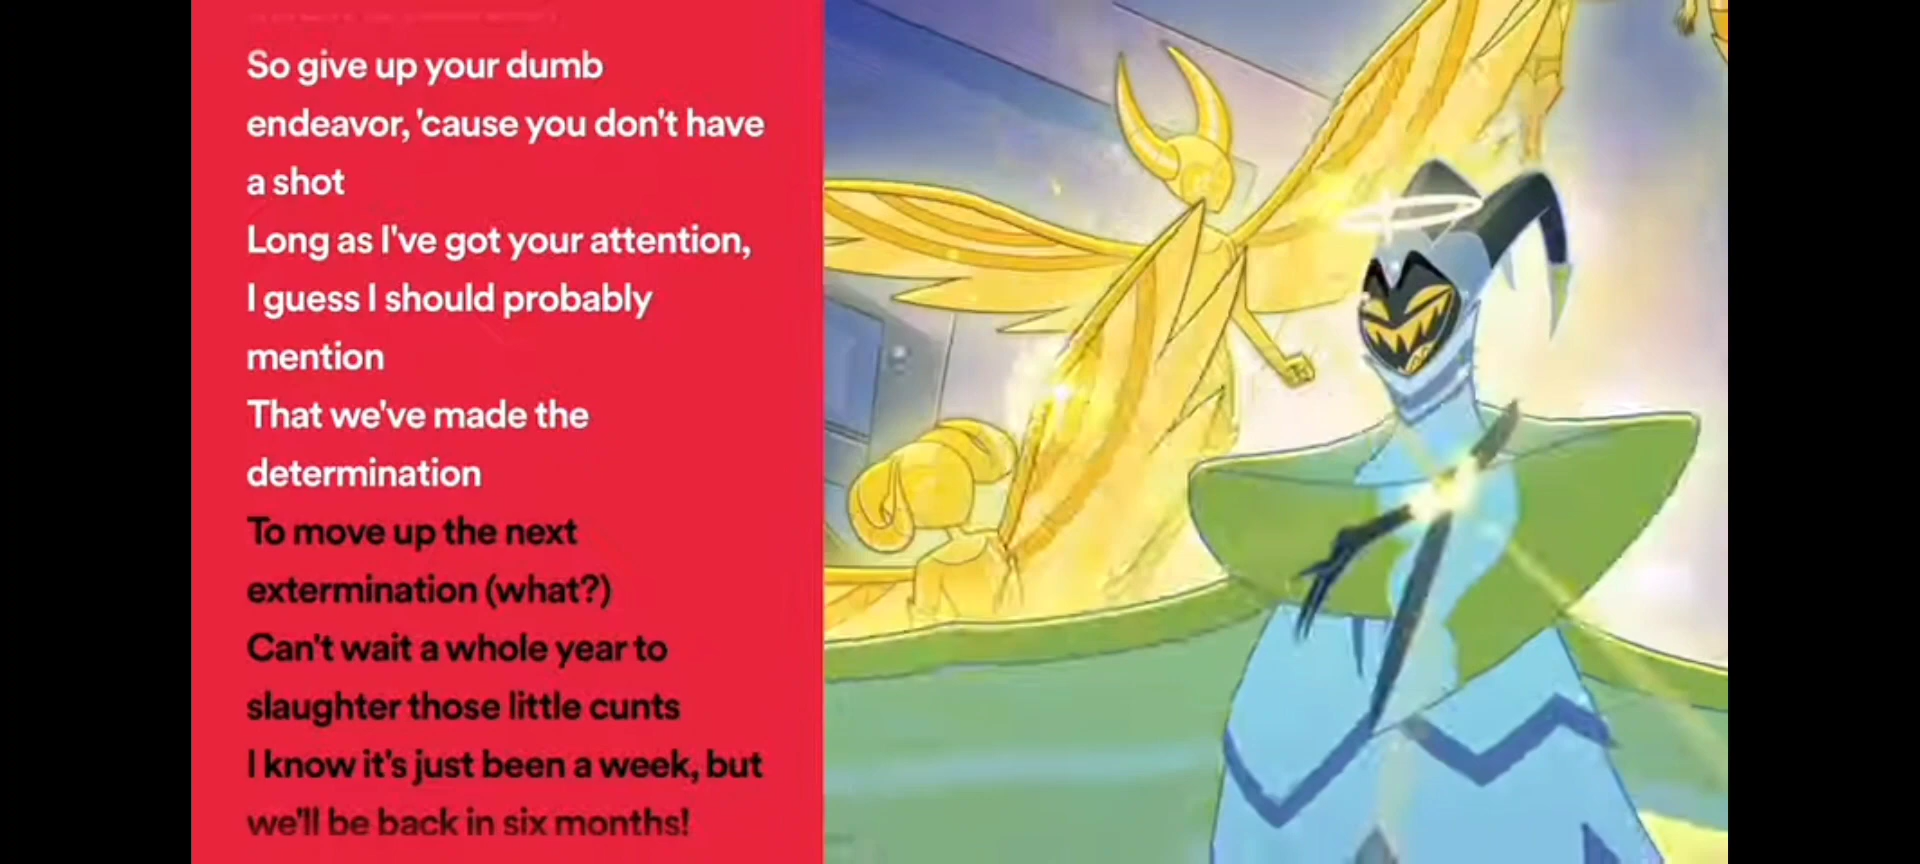 So give up your dumb
endeavor, 'cause you don't have
a shot
Long as I've got your attention,
I guess I should probably
mention
That we've made the
determination
To move up the next
extermination (what?)
Can't wait a whole year to
slaughter those little cunts
I know it's just been a week, but
we'll be back in six months!